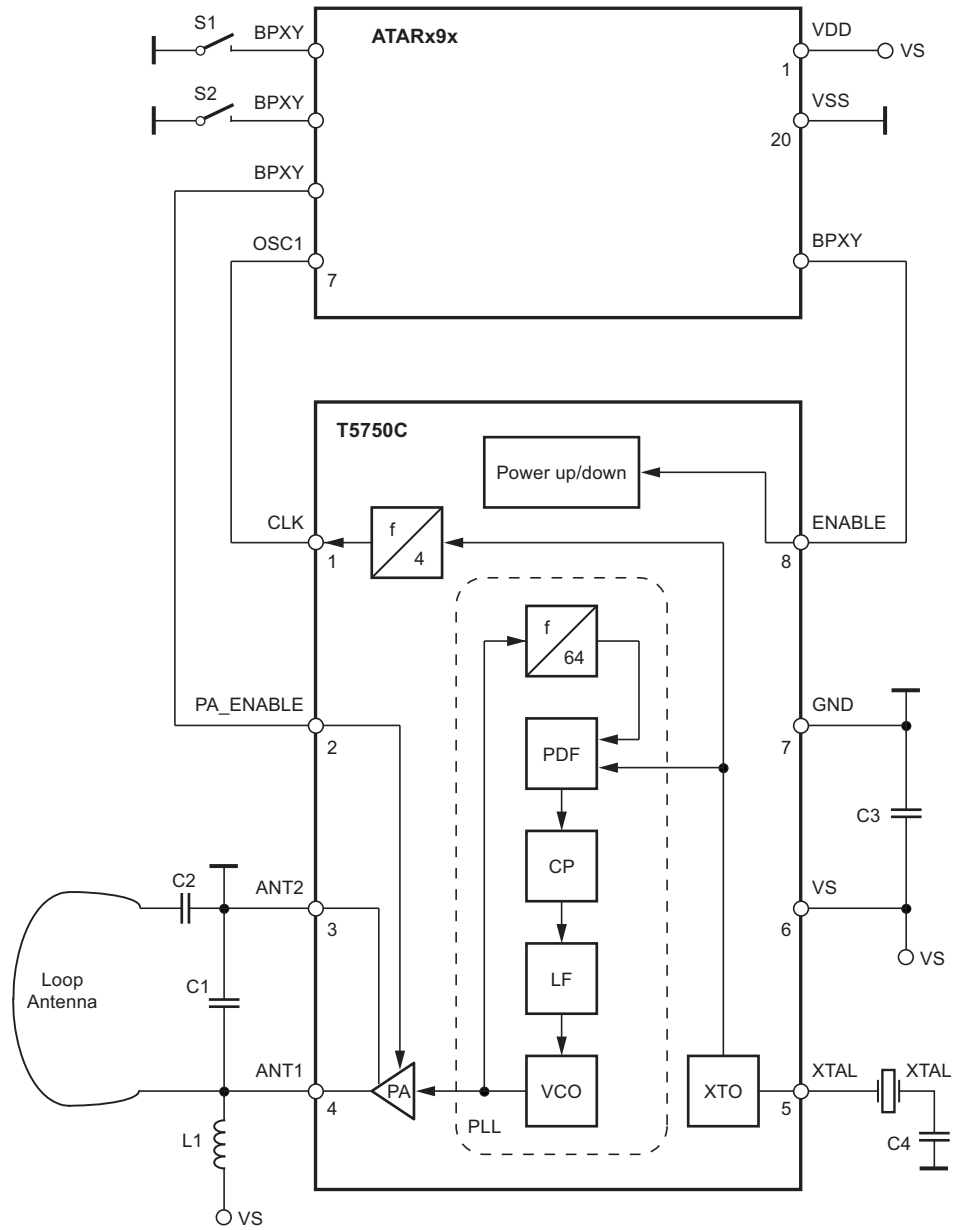 S1
BPXY
ATARx9x
VDD
1
VS
S2
BPXY
VSS
20
BPXY
OSC1
7
BPXY
T5750C
Power up/down
CLK
1
f
4
ENABLE
8
f
64
PA_ENABLE
2
GND
7
PDF
C3
CP
C2
ANT2
3
VS
6
VS
Loop
Antenna
C1
LF
ANT1
4
PA
VCO
PLL
XTO
XTAL
5
XTAL
C4
L1
VS